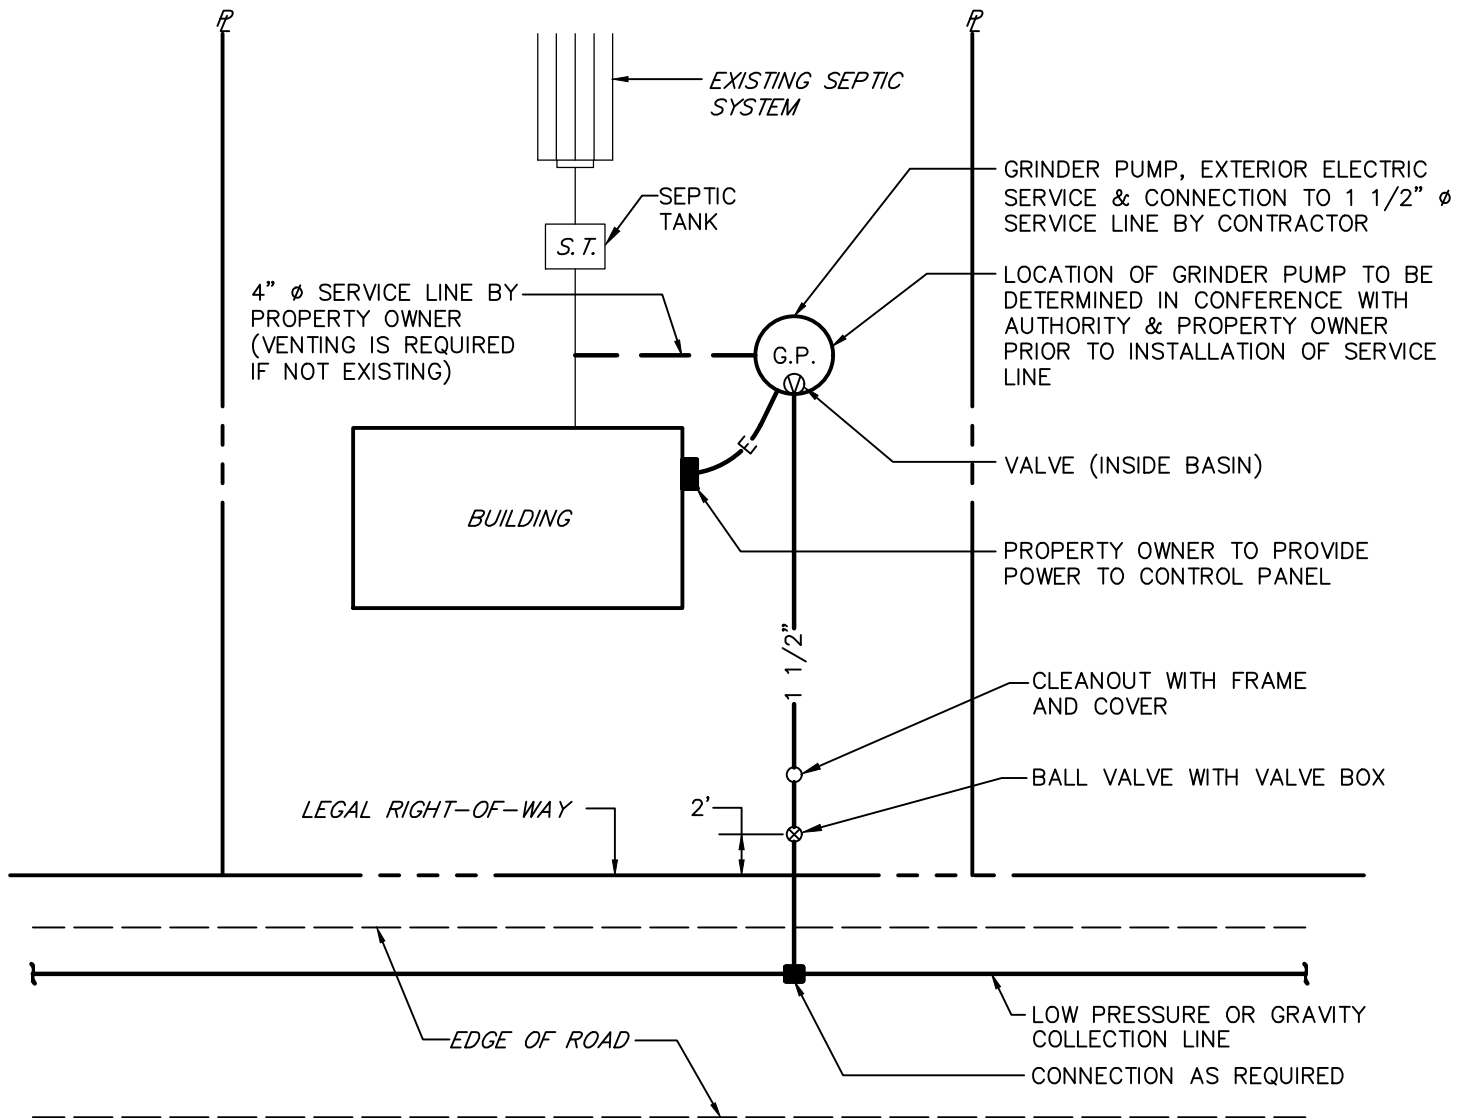 ℄ ℄
EXISTING SEPTIC
SYSTEM
GRINDER PUMP, EXTERIOR ELECTRIC
SERVICE & CONNECTION TO 1 1/2" ø
SERVICE LINE BY CONTRACTOR
SEPTIC
TANK
S.T.
LOCATION OF GRINDER PUMP TO BE
DETERMINED IN CONFERENCE WITH
AUTHORITY & PROPERTY OWNER
PRIOR TO INSTALLATION OF SERVICE
LINE
4" ø SERVICE LINE BY
PROPERTY OWNER
(VENTING IS REQUIRED
IF NOT EXISTING)
G.P.
V
E
VALVE (INSIDE BASIN)
BUILDING
PROPERTY OWNER TO PROVIDE
POWER TO CONTROL PANEL
1 1/2"
CLEANOUT WITH FRAME
AND COVER
BALL VALVE WITH VALVE BOX
LEGAL RIGHT-OF-WAY
2'
LOW PRESSURE OR GRAVITY
COLLECTION LINE
EDGE OF ROAD
CONNECTION AS REQUIRED